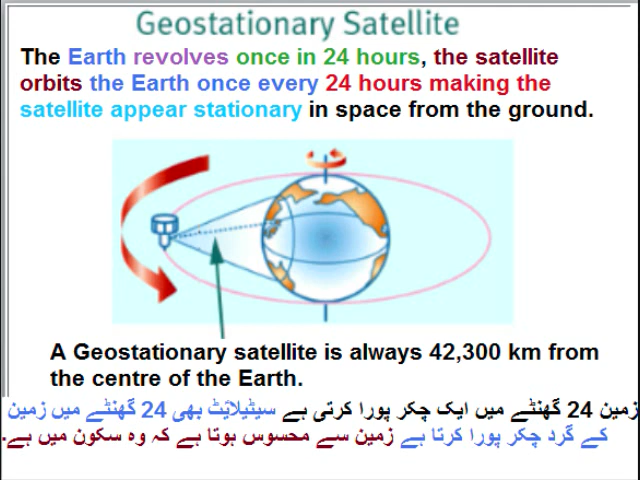 Geostationary Satellite
The Earth revolves once in 24 hours, the satellite
orbits the Earth once every 24 hours making the
satellite appear stationary in space from the ground.
A Geostationary satellite is always 42,300 km from
the centre of the Earth.
زمین 24 گھنٹے میں ایک چکر پورا کرتی ہے سیٹیلائیٹ بھی 24 گھنٹے میں زمین
کے گرد چکر پورا کرتا ہے زمین سے محسوس ہوتا ہے کہ وہ سکون میں ہے۔